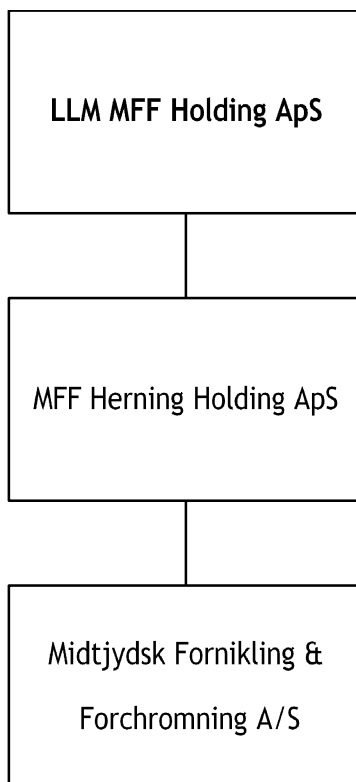 LLM MFF Holding ApS
MFF Herning Holding ApS
Midtjydsk Fornikling &
Forchromning A/S